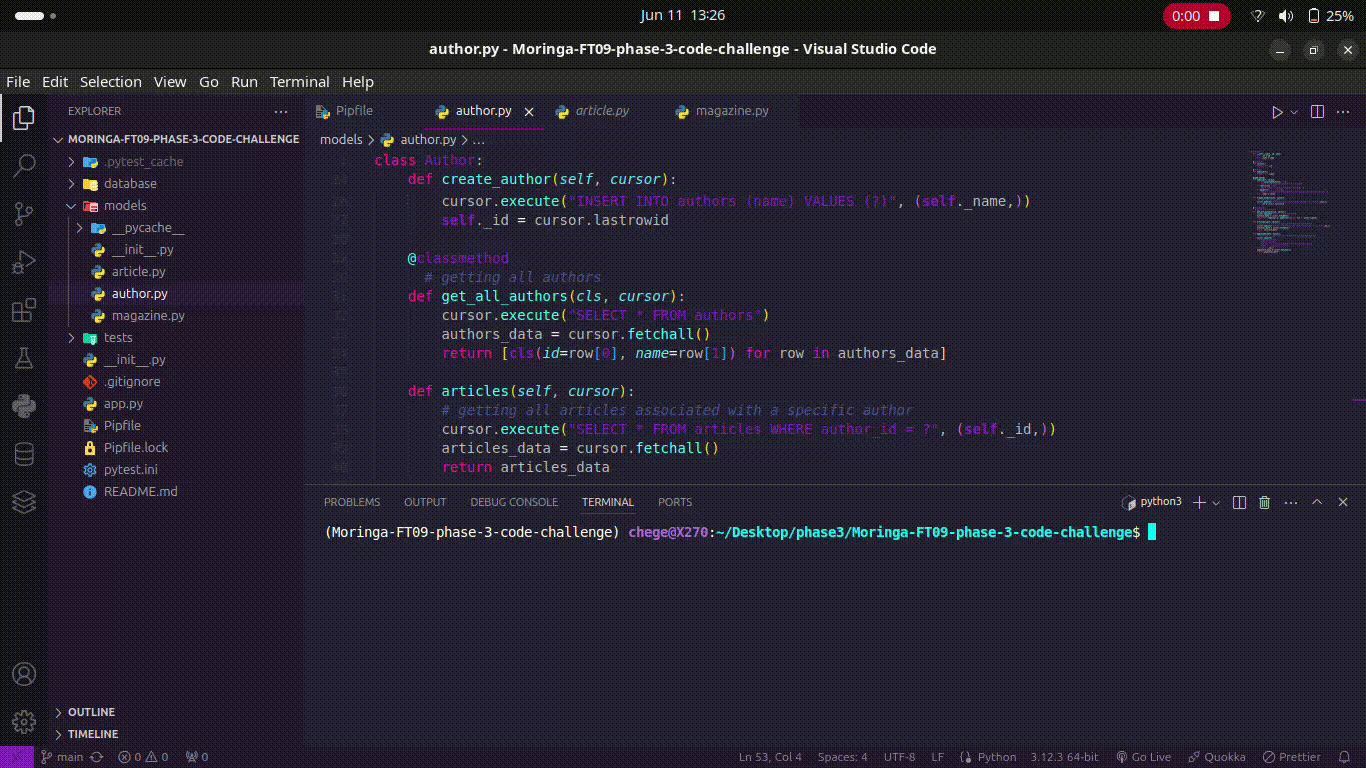 Jun 11 13:26
0:00
25%
author.py - Moringa-FT09-phase-3-code-challenge - Visual Studio Code
File Edit Selection View Go Run Terminal Help
EXPLORER
MORINGA-FT09-PHASE-3-CODE-CHALLENGE
.pytest_cache
database
models
__pycache__
__init__.py
article.py
author.py
magazine.py
tests
__init__.py
.gitignore
app.py
Pipfile
Pipfile.lock
pytest.ini
README.md
OUTLINE
TIMELINE
Pipfile author.py article.py magazine.py
models > author.py > ...
class Author:
def create_author(self, cursor):
cursor.execute("INSERT INTO authors (name) VALUES (?)", (self._name,))
self._id = cursor.lastrowid
@classmethod
# getting all authors
def get_all_authors(cls, cursor):
cursor.execute("SELECT * FROM authors")
authors_data = cursor.fetchall()
return [cls(id=row[0], name=row[1]) for row in authors_data]
def articles(self, cursor):
# getting all articles associated with a specific author
cursor.execute("SELECT * FROM articles WHERE author_id = ?", (self._id,))
articles_data = cursor.fetchall()
return articles_data
PROBLEMS OUTPUT DEBUG CONSOLE TERMINAL PORTS
python3
(Moringa-FT09-phase-3-code-challenge) chege@X270:~/Desktop/phase3/Moringa-FT09-phase-3-code-challenge$
main 0 0 0 Ln 53, Col 4 Spaces: 4 UTF-8 LF Python 3.12.3 64-bit Go Live Quokka Prettier